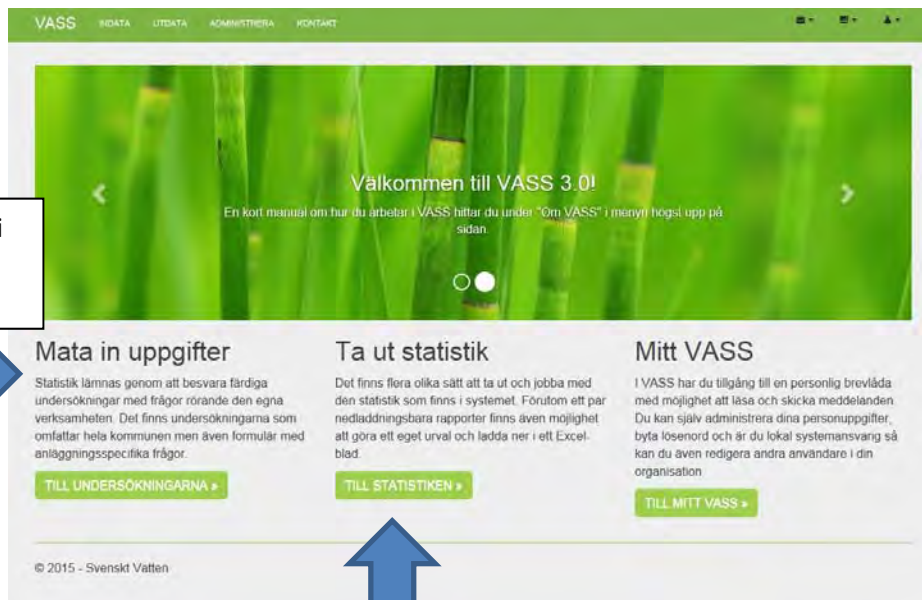 VASS INDATA UTDATA ADMINISTRERA KONTAKT
Välkommen till VASS 3.0!
En kort manual om hur du arbetar i VASS hittar du under "Om VASS" i menyn högst upp på
sidan.
i
Mata in uppgifter
Statistik lämnas genom att besvara färdiga
undersökningar med frågor rörande den egna
verksamheten. Det finns undersökningarna som
omfattar hela kommunen men även formulär med
anläggningsspecifika frågor.
TILL UNDERSÖKNINGARNA »
Ta ut statistik
Det finns flera olika sätt att ta ut och jobba med
den statistik som finns i systemet. Förutom ett par
nedladdningsbara rapporter finns även möjlighet
att göra ett eget urval och ladda ner i ett Excel-
blad.
TILL STATISTIKEN »
Mitt VASS
I VASS har du tillgång till en personlig brevlåda
med möjlighet att läsa och skicka meddelanden.
Du kan själv administrera dina personuppgifter,
byta lösenord och är du lokal systemansvarig så
kan du även redigera andra användare i din
organisation
TILL MITT VASS »
© 2015 - Svenskt Vatten